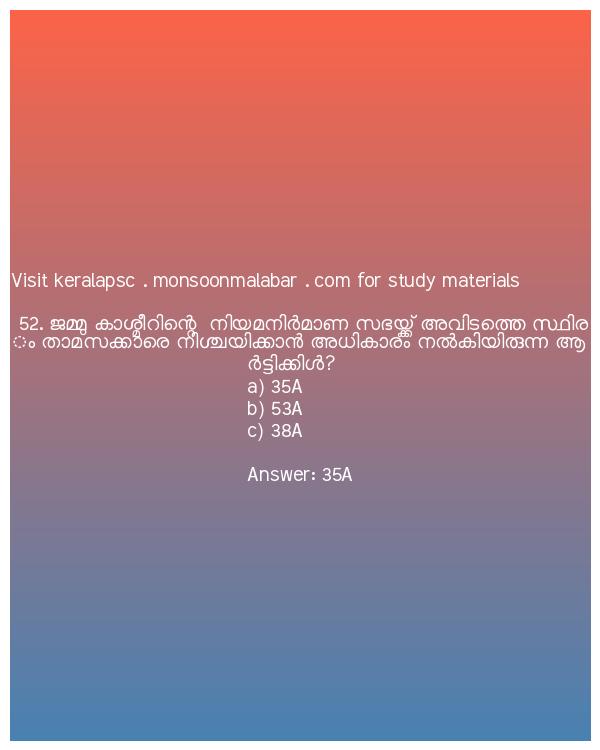 Visit keralapsc . monsoonmalabar . com for study materials
52. ജമ്മു കാശ്മീറിന്റെ നിയമനിർമാണ സഭയ്ക്ക് അവിടത്തെ സ്ഥിര
ം താമസക്കാരെ നിശ്ചയിക്കാൻ അധികാരം നൽകിയിരുന്ന ആ
ർട്ടിക്കിൾ?
a) 35A
b) 53A
c) 38A
Answer: 35A